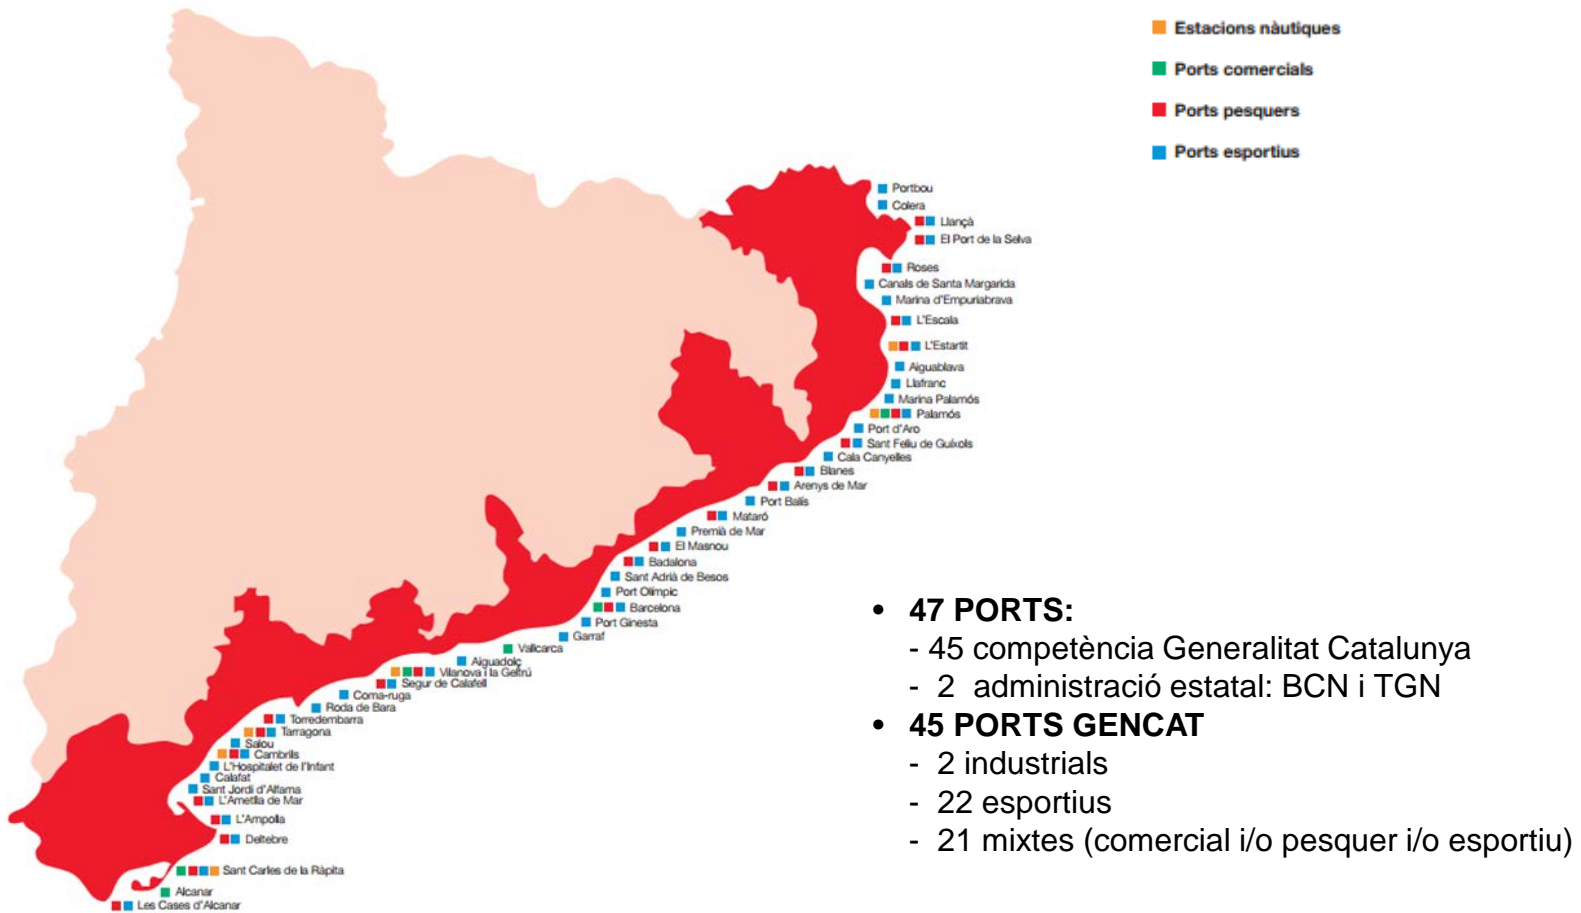 Estacions nàutiques
Ports comercials
Ports pesquers
Ports esportius
Portbou
Colera
Llançà
El Port de la Selva
Roses
Canals de Santa Margarida
Marina d'Empuriabrava
L'Escala
L'Estartit
Aiguablava
Llafranc
Marina Palamós
Palamós
Port d'Aro
Sant Feliu de Guíxols
Cala Canyelles
Blanes
Arenys de Mar
Port Balís
Mataró
Premià de Mar
El Masnou
Badalona
Sant Adrià de Besos
Port Olímpic
Barcelona
Port Ginesta
Garraf
Vallcarca
Aiguadolç
Vilanova i la Geltrú
Segur de Calafell
Coma-ruga
Roda de Bara
Torredembarra
Tarragona
Salou
Cambrils
L'Hospitalet de l'Infant
Calafat
Sant Jordi d'Alfama
L'Ametlla de Mar
L'Ampolla
Deltebre
Sant Carles de la Ràpita
Alcanar
Les Cases d'Alcanar
• 47 PORTS:
- 45 competència Generalitat Catalunya
- 2 administració estatal: BCN i TGN
• 45 PORTS GENCAT
- 2 industrials
- 22 esportius
- 21 mixtes (comercial i/o pesquer i/o esportiu)